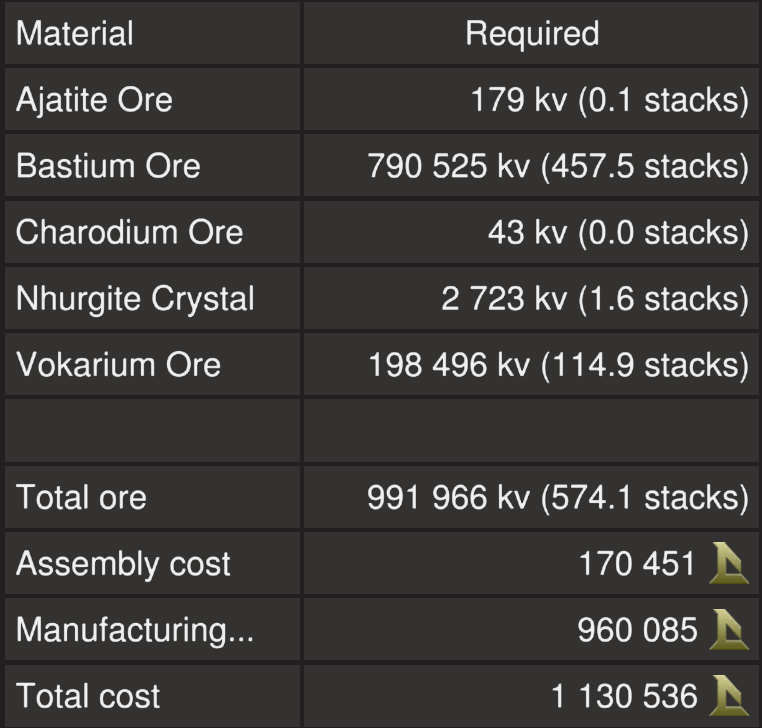 Material Required
Ajatite Ore 179 kv (0.1 stacks)
Bastium Ore 790 525 kv (457.5 stacks)
Charodium Ore 43 kv (0.0 stacks)
Nhurgite Crystal 2 723 kv (1.6 stacks)
Vokarium Ore 198 496 kv (114.9 stacks)
Total ore 991 966 kv (574.1 stacks)
Assembly cost 170 451
Manufacturing... 960 085
Total cost 1 130 536